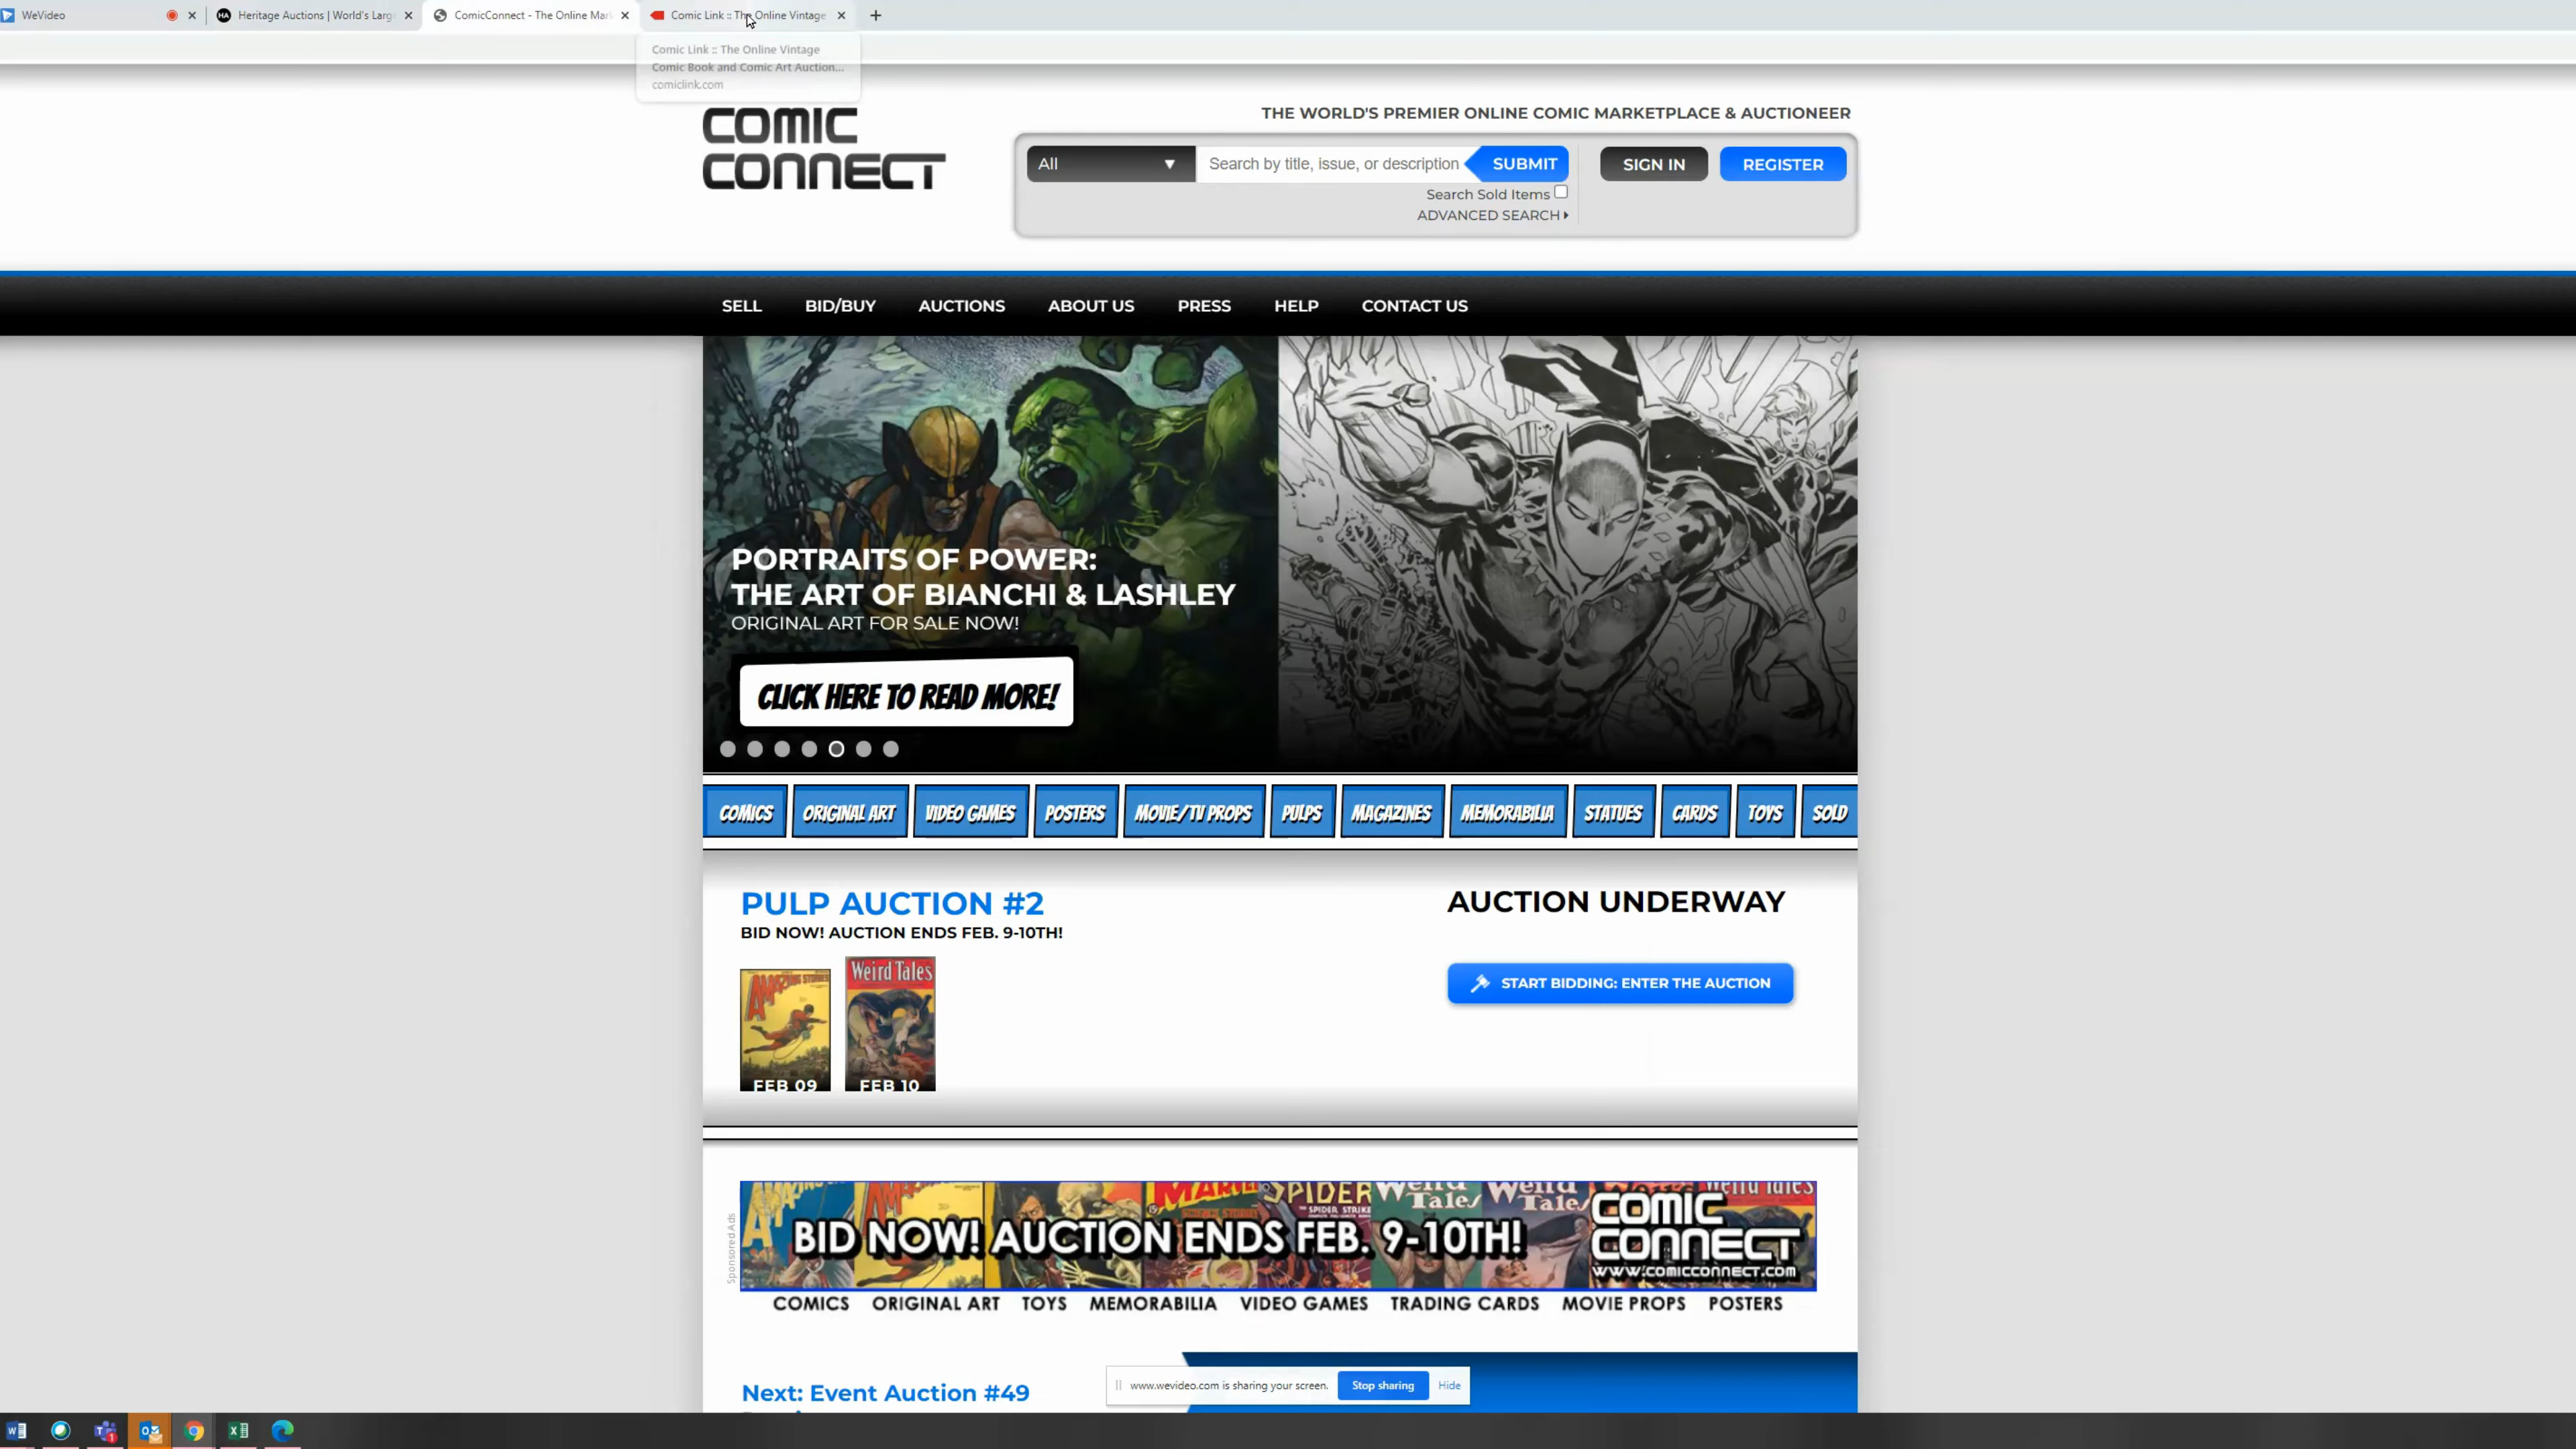 WeVideo
Heritage Auctions | World's Larg
ComicConnect - The Online Mar
Comic Link :: The Online Vintage
Comic Link :: The Online Vintage
Comic Book and Comic Art Auction...
comiclink.com
COMIC
CONNECT
THE WORLD'S PREMIER ONLINE COMIC MARKETPLACE & AUCTIONEER
All
Search by title, issue, or description
SUBMIT
SIGN IN
REGISTER
Search Sold Items
ADVANCED SEARCH
SELL BID/BUY AUCTIONS ABOUT US PRESS HELP CONTACT US
PORTRAITS OF POWER:
THE ART OF BIANCHI & LASHLEY
ORIGINAL ART FOR SALE NOW!
CLICK HERE TO READ MORE!
COMICS ORIGINAL ART VIDEO GAMES POSTERS MOVIE/TV PROPS PULPS MAGAZINES MEMORABILIA STATUES CARDS TOYS SOLD
PULP AUCTION #2
BID NOW! AUCTION ENDS FEB. 9-10TH!
AUCTION UNDERWAY
START BIDDING: ENTER THE AUCTION
AMAZING STORIES
FEB 09
Weird Tales
FEB 10
Sponsored Ads
BID NOW! AUCTION ENDS FEB. 9-10TH!
COMIC
CONNECT
WWW.COMICCONNECT.COM
COMICS ORIGINAL ART TOYS MEMORABILIA VIDEO GAMES TRADING CARDS MOVIE PROPS POSTERS
Next: Event Auction #49
www.wevideo.com is sharing your screen.
Stop sharing
Hide